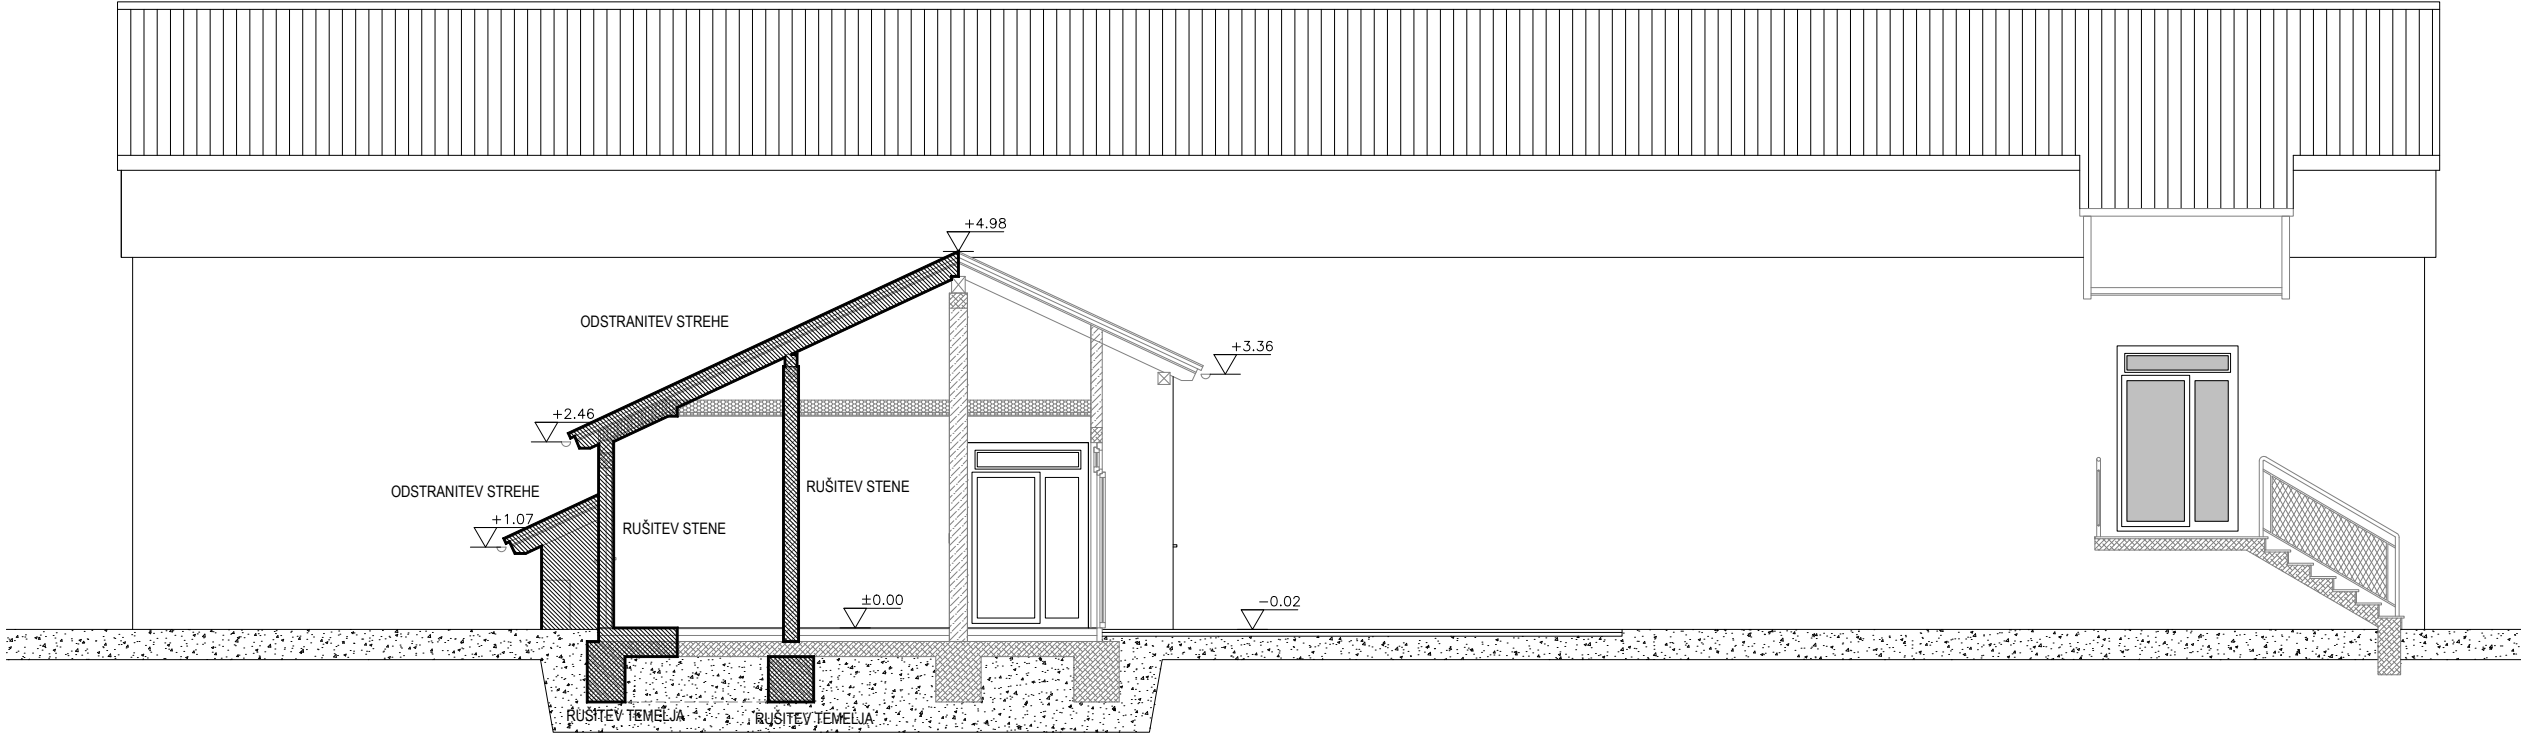 +4.98
ODSTRANITEV STREHE
+3.36
+2.46
ODSTRANITEV STREHE
RUŠITEV STENE
+1.07
RUŠITEV STENE
±0.00
-0.02
RUŠITEV TEMELJA
RUŠITEV TEMELJA